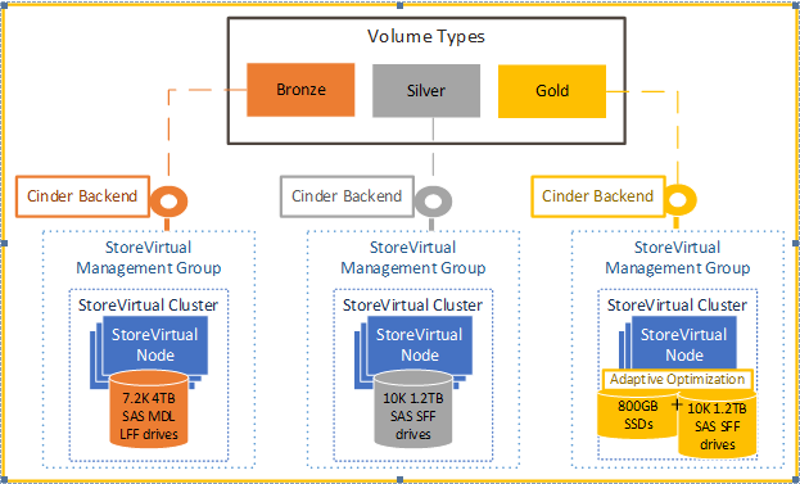 Volume Types
Bronze
Silver
Gold
Cinder Backend
Cinder Backend
Cinder Backend
StoreVirtual
Management Group
StoreVirtual Cluster
StoreVirtual
Node
7.2K 4TB
SAS MDL
LFF drives
StoreVirtual
Management Group
StoreVirtual Cluster
StoreVirtual
Node
10K 1.2TB
SAS SFF
drives
StoreVirtual
Management Group
StoreVirtual Cluster
StoreVirtual
Node
Adaptive Optimization
800GB
SSDs
+
10K 1.2TB
SAS SFF
drives